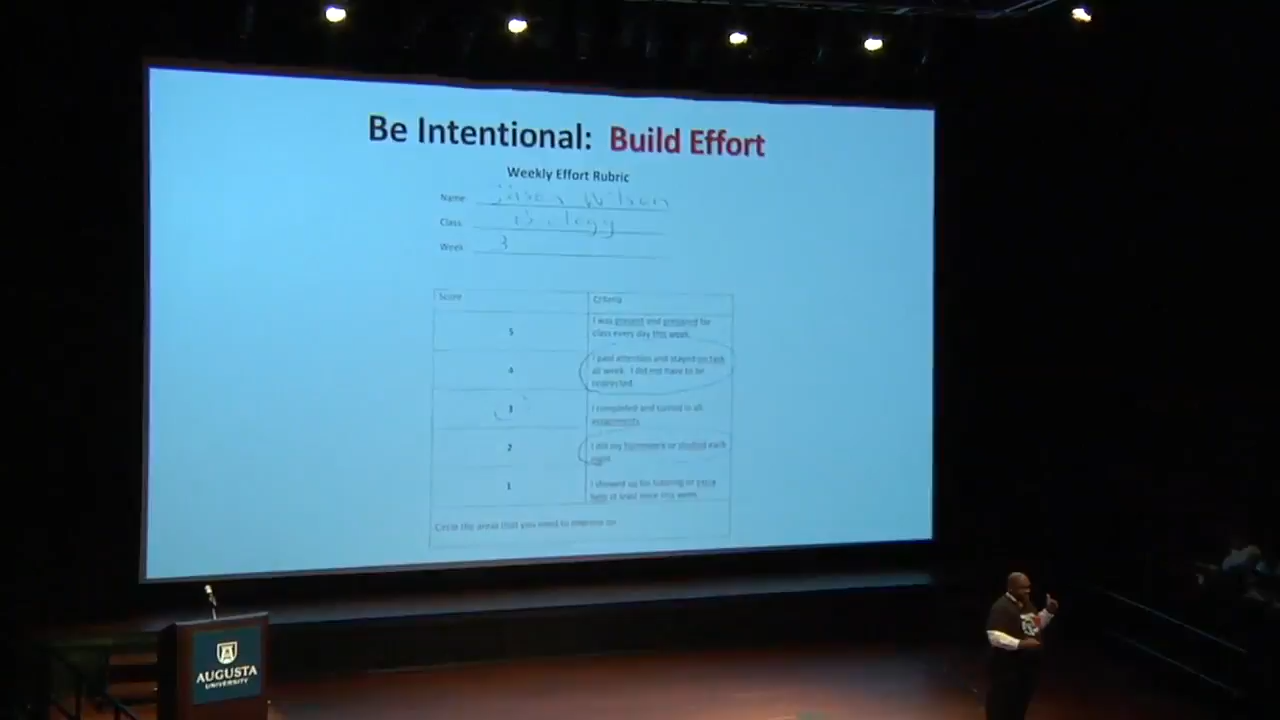 Be Intentional: Build Effort
Weekly Effort Rubric
Name Jason Wilson
Class Biology
Week 3
Score Criteria
5 I was present and prepared for
class every day this week.
4 I paid attention and stayed on task
all week. I did not have to be
redirected.
3 I completed and turned in all
assignments.
2 I did my homework or studied each
night.
1 I showed up for tutoring or extra
help at least once this week.
Circle the areas that you need to improve on
AUGUSTA
UNIVERSITY